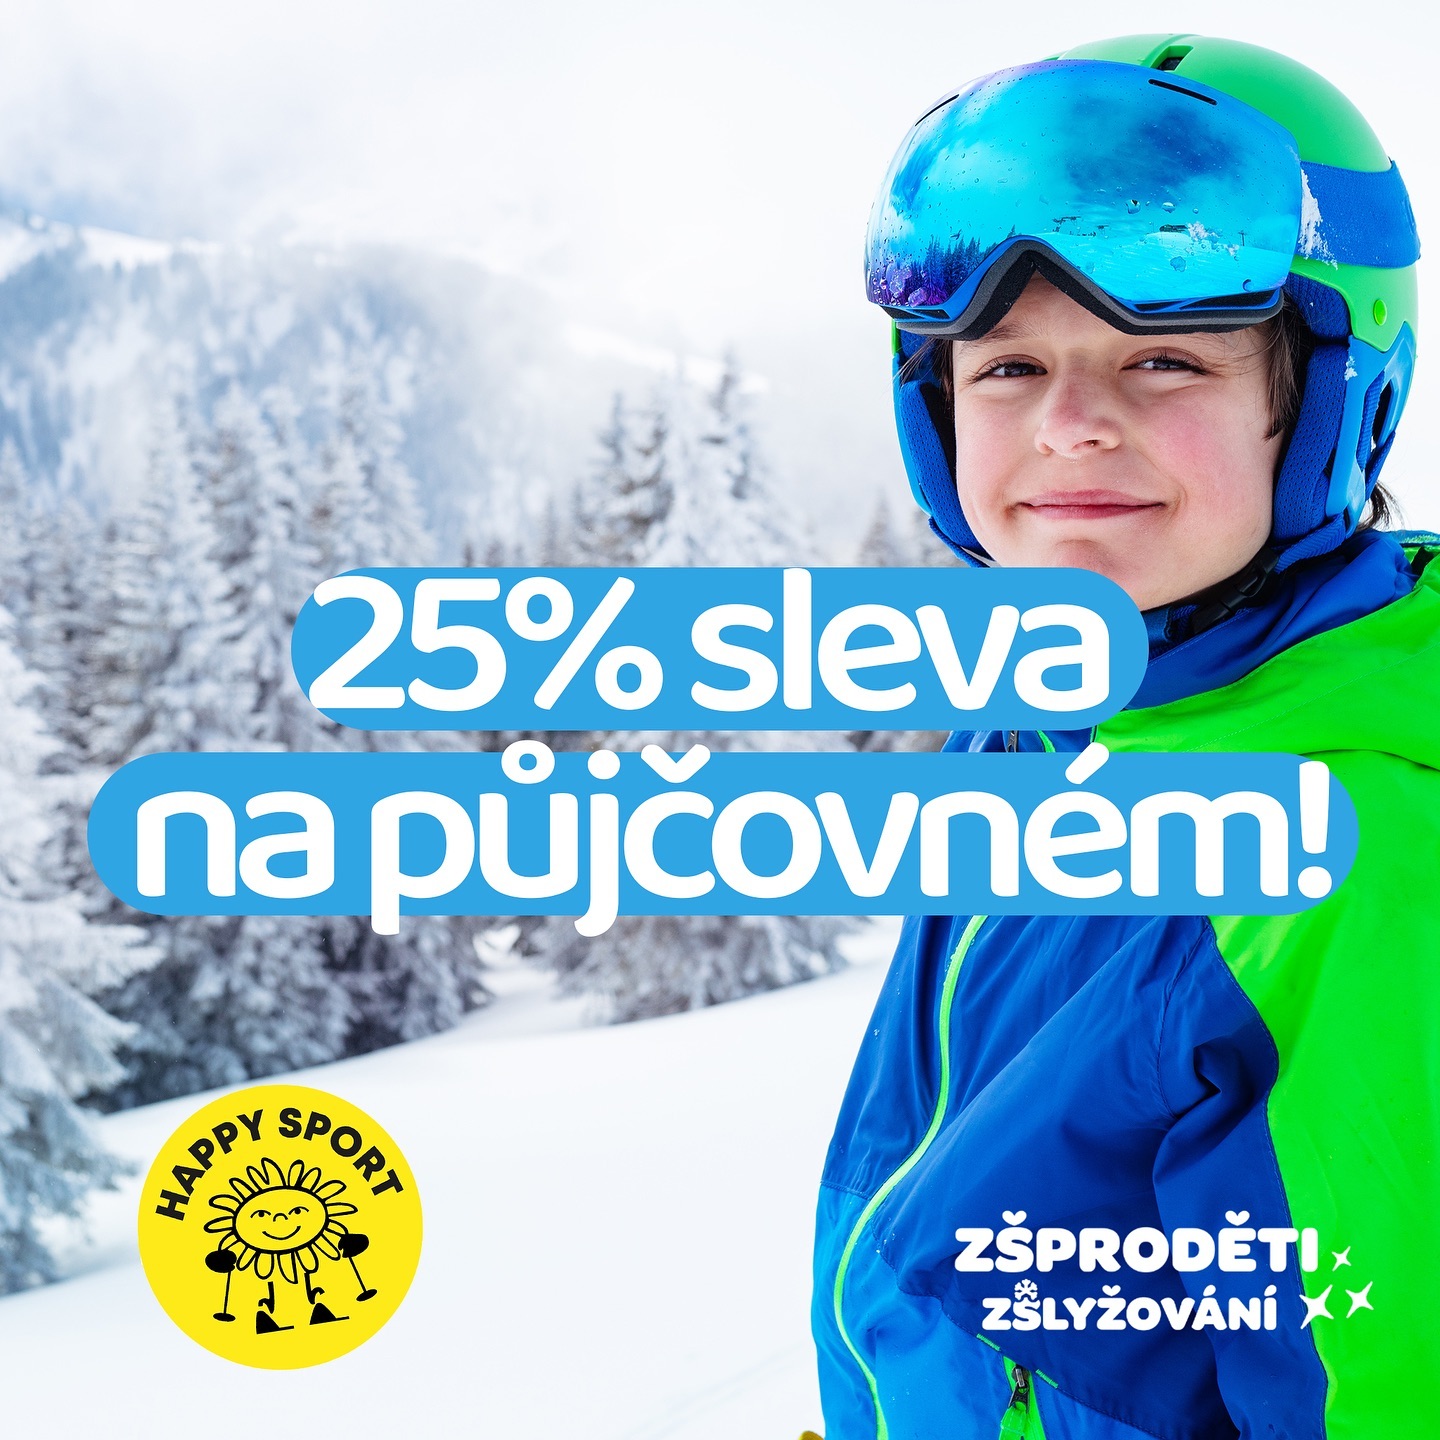 25% sleva
na půjčovném!
HAPPY SPORT
ZŠPRODĚTI
ZŠLYŽOVÁNÍ